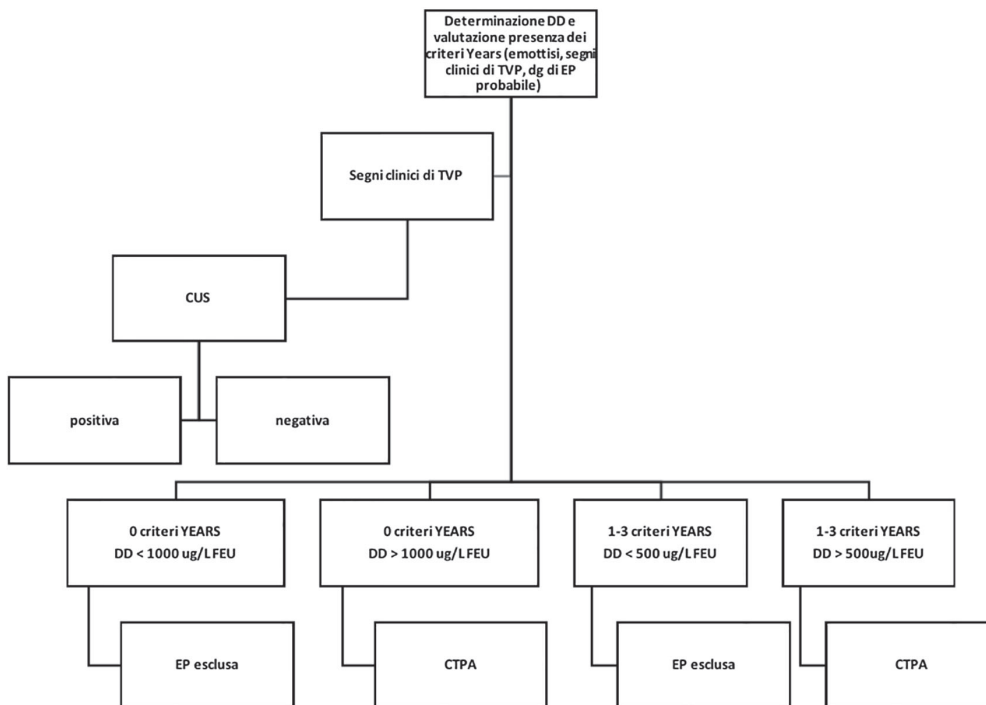 Determinazione DD e
valutazione presenza dei
criteri Years (emottisi, segni
clinici di TVP, dg di EP
probabile)
Segni clinici di TVP
CUS
positiva
negativa
0 criteri YEARS
DD < 1000 ug/L FEU
0 criteri YEARS
DD > 1000 ug/L FEU
1-3 criteri YEARS
DD < 500 ug/L FEU
1-3 criteri YEARS
DD > 500ug/L FEU
EP esclusa
CTPA
EP esclusa
CTPA